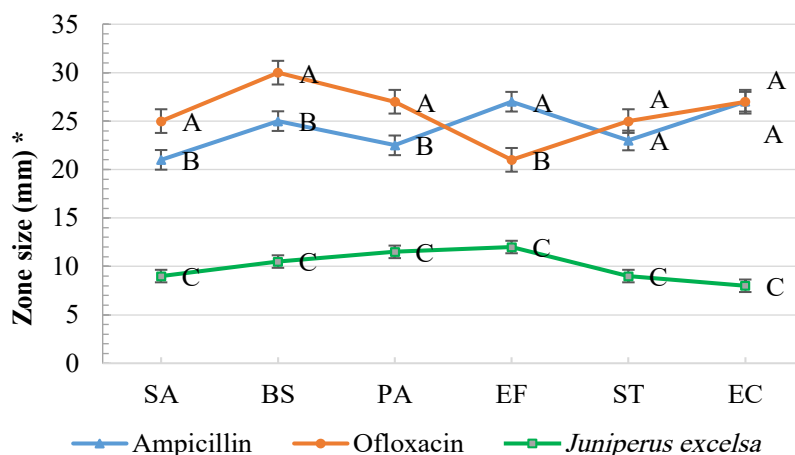 35
30
25
20
15
10
5
0
Zone size (mm) *
A
B
C
A
B
C
A
B
C
A
B
C
A
A
C
A
A
C
SA BS PA EF ST EC
Ampicillin Ofloxacin Juniperus excelsa